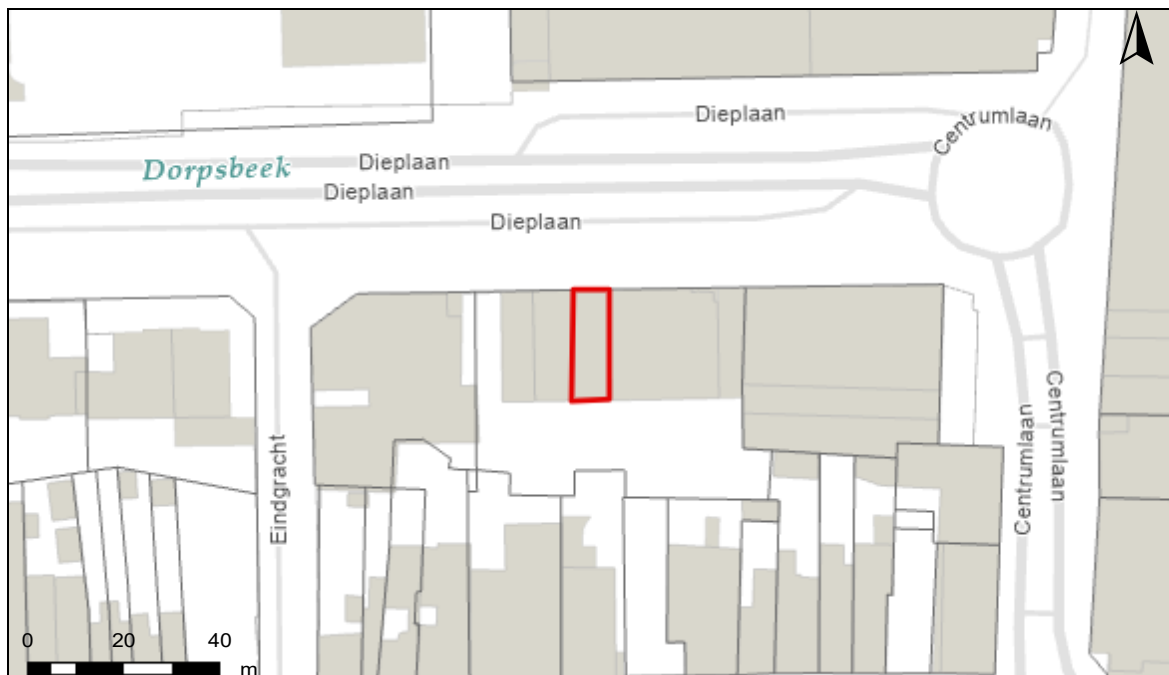 Dieplaan
Centrumlaan
Dorpsbeek
Dieplaan
Dieplaan
Dieplaan
Eindgracht
Centrumlaan
Centrumlaan
0 20 40
m